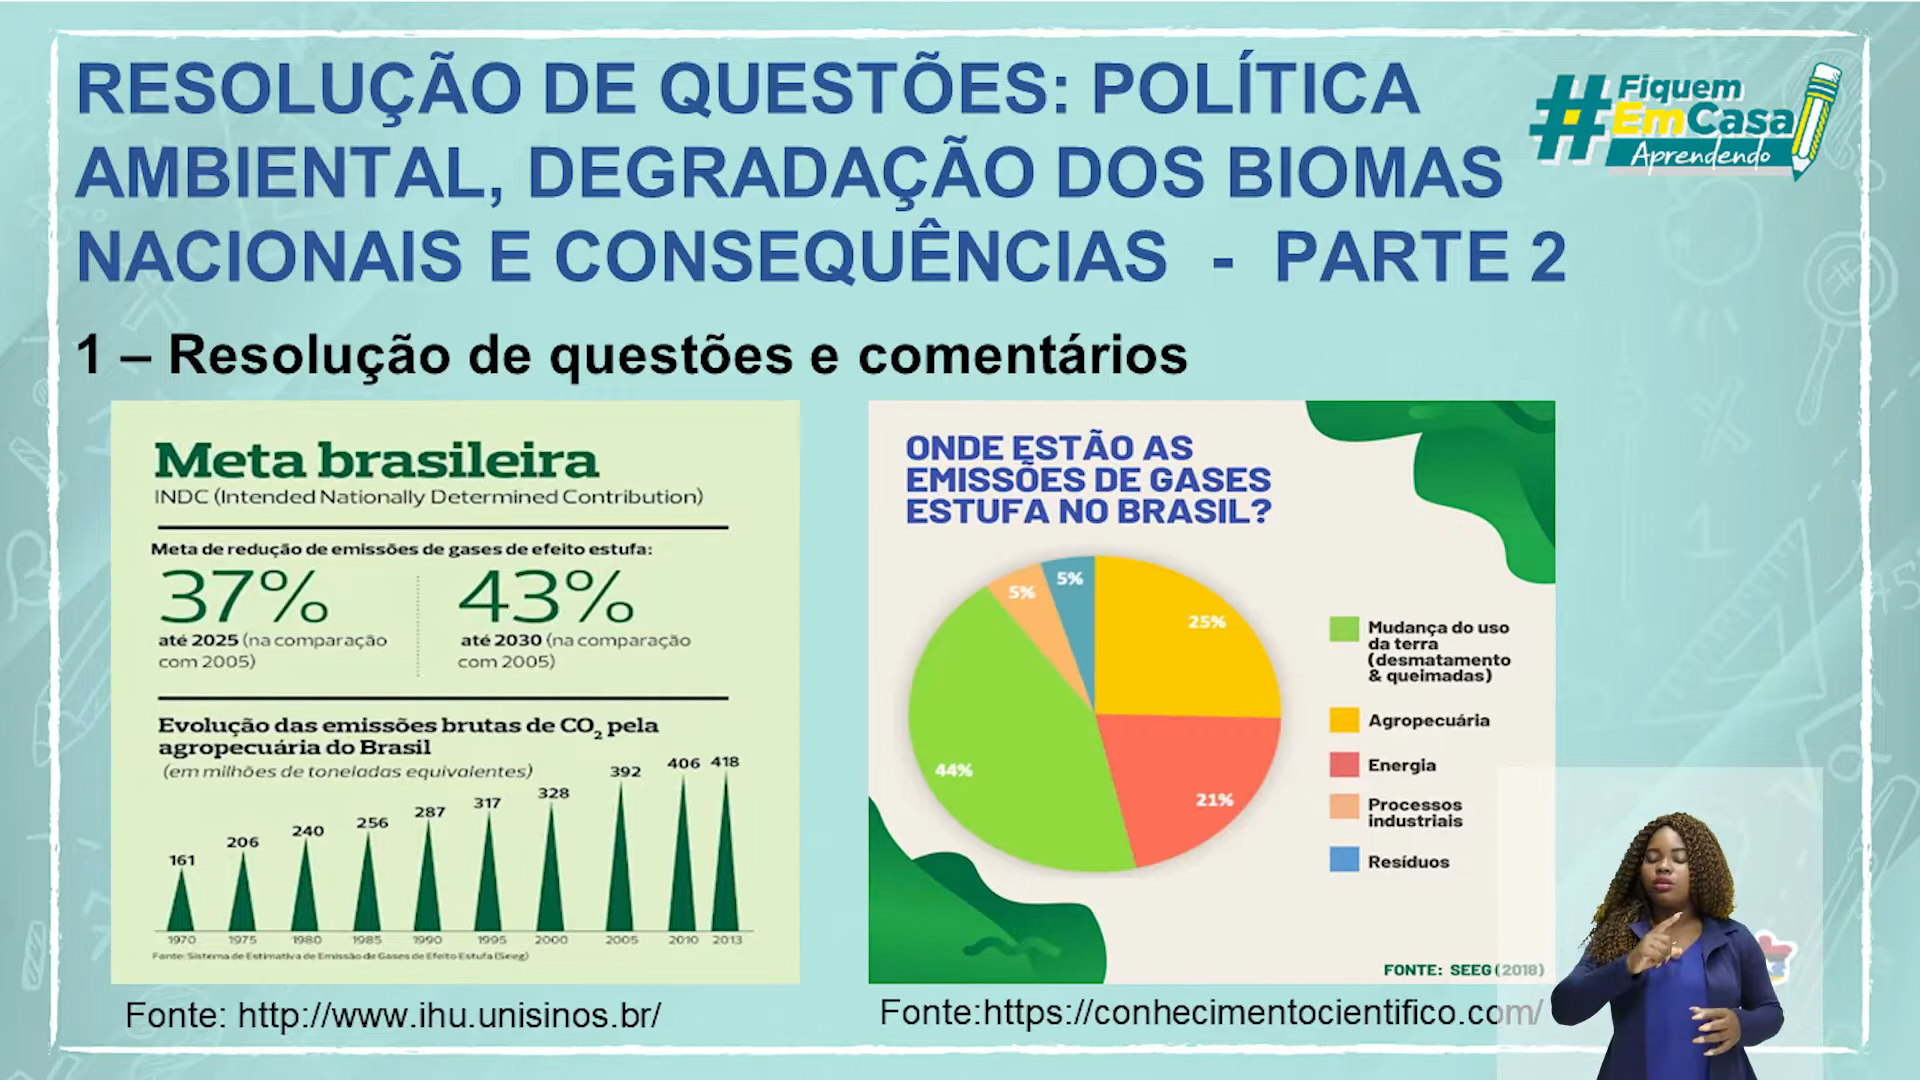 RESOLUÇÃO DE QUESTÕES: POLÍTICA
AMBIENTAL, DEGRADAÇÃO DOS BIOMAS
NACIONAIS E CONSEQUÊNCIAS - PARTE 2
#Fiquem
EmCasa
Aprendendo
1 – Resolução de questões e comentários
Meta brasileira
INDC (Intended Nationally Determined Contribution)
Meta de redução de emissões de gases de efeito estufa:
37% 43%
até 2025 (na comparação
com 2005)
até 2030 (na comparação
com 2005)
Evolução das emissões brutas de CO₂ pela
agropecuária do Brasil
(em milhões de toneladas equivalentes)
161 206 240 256 287 317 328 392 406 418
1970 1975 1980 1985 1990 1995 2000 2005 2010 2013
Fonte: Sistema de Estimativa de Emissão de Gases de Efeito Estufa (Seeg)
Fonte: http://www.ihu.unisinos.br/
ONDE ESTÃO AS
EMISSÕES DE GASES
ESTUFA NO BRASIL?
5%
5%
25%
44%
21%
Mudança do uso
da terra
(desmatamento
& queimadas)
Agropecuária
Energia
Processos
industriais
Resíduos
FONTE: SEEG (2018)
Fonte:https://conhecimentocientifico.com/